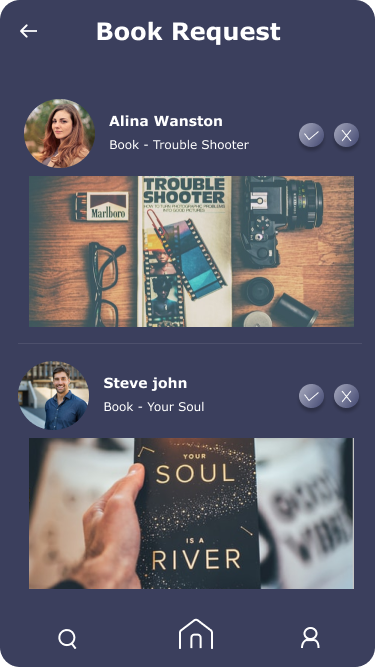 Book Request
Alina Wanston
Book - Trouble Shooter
Marlboro
TROUBLE
SHOOTER
HOW TO TURN PHOTOGRAPHIC PROBLEMS
INTO GOOD PICTURES
Steve john
Book - Your Soul
YOUR
SOUL
IS A
RIVER